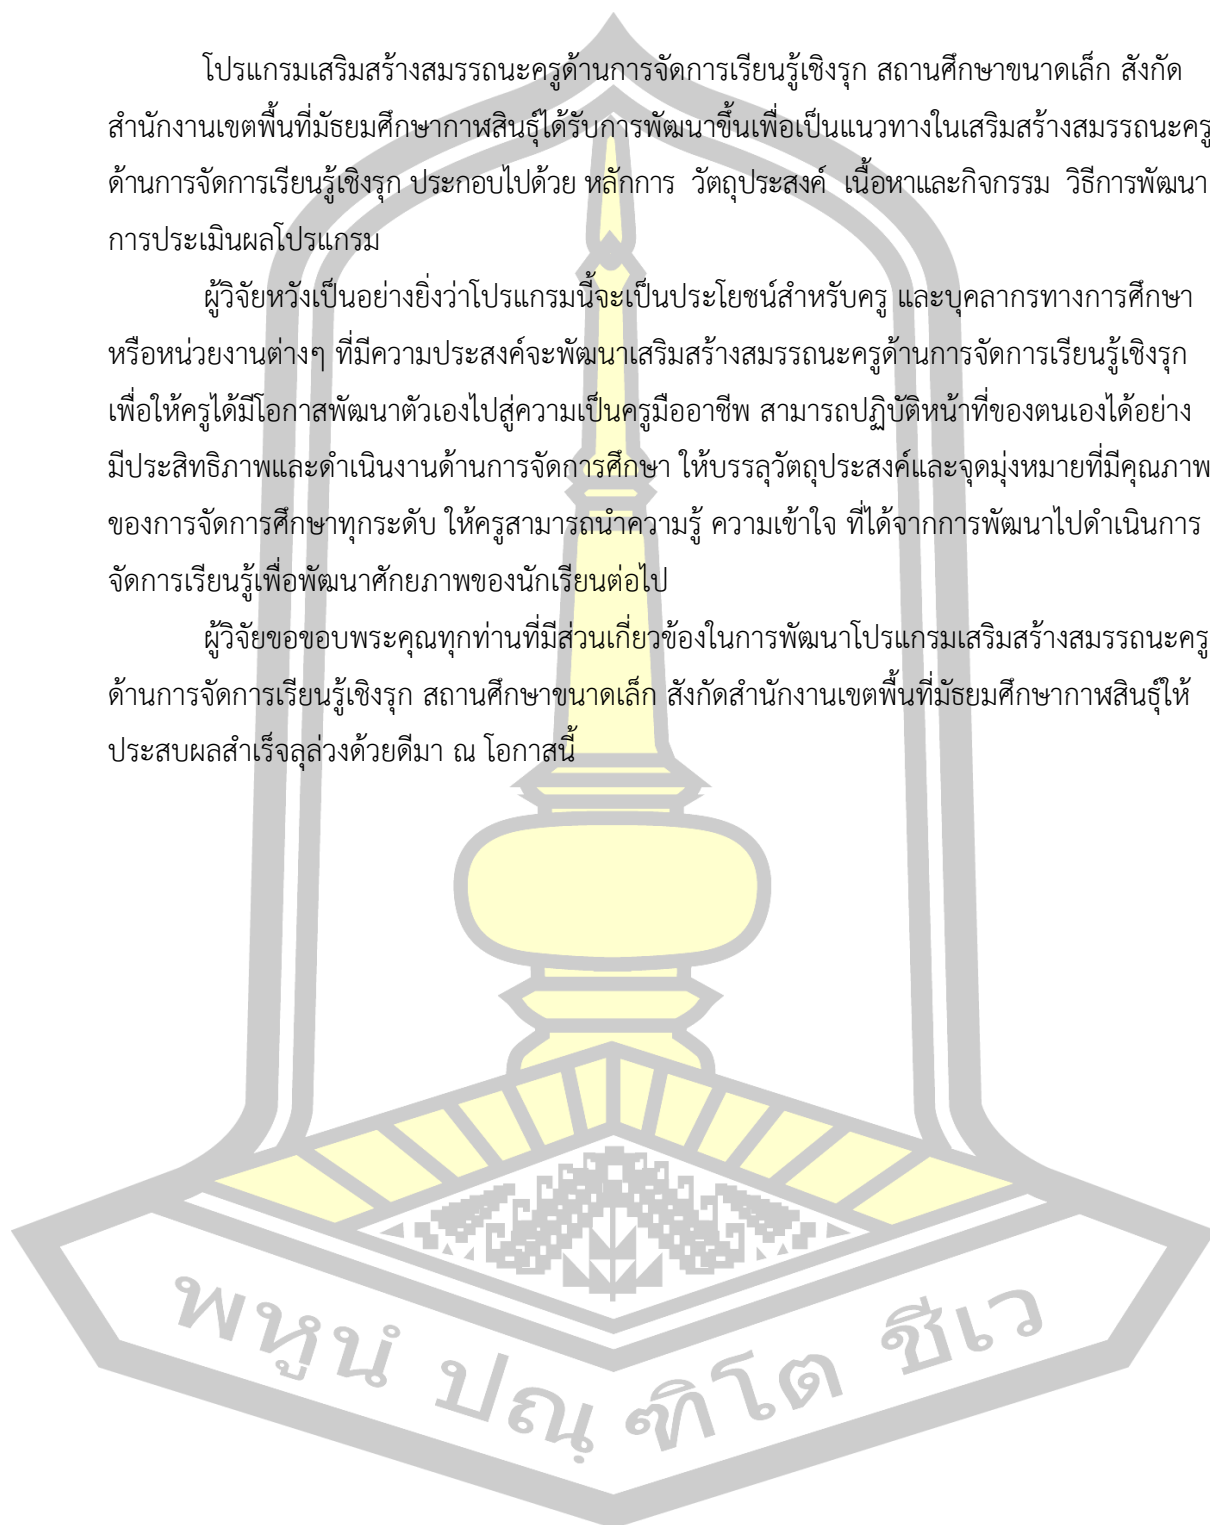 โปรแกรมเสริมสร้างสมรรถนะครูด้านการจัดการเรียนรู้เชิงรุก สถานศึกษาขนาดเล็ก สังกัด
สำนักงานเขตพื้นที่มัธยมศึกษากาฬสินธุ์ได้รับการพัฒนาขึ้นเพื่อเป็นแนวทางในเสริมสร้างสมรรถนะครู
ด้านการจัดการเรียนรู้เชิงรุก ประกอบไปด้วย หลักการ วัตถุประสงค์ เนื้อหาและกิจกรรม วิธีการพัฒนา
การประเมินผลโปรแกรม
ผู้วิจัยหวังเป็นอย่างยิ่งว่าโปรแกรมนี้จะเป็นประโยชน์สำหรับครู และบุคลากรทางการศึกษา
หรือหน่วยงานต่างๆ ที่มีความประสงค์จะพัฒนาเสริมสร้างสมรรถนะครูด้านการจัดการเรียนรู้เชิงรุก
เพื่อให้ครูได้มีโอกาสพัฒนาตัวเองไปสู่ความเป็นครูมืออาชีพ สามารถปฏิบัติหน้าที่ของตนเองได้อย่าง
มีประสิทธิภาพและดำเนินงานด้านการจัดการศึกษา ให้บรรลุวัตถุประสงค์และจุดมุ่งหมายที่มีคุณภาพ
ของการจัดการศึกษาทุกระดับ ให้ครูสามารถนำความรู้ ความเข้าใจ ที่ได้จากการพัฒนาไปดำเนินการ
จัดการเรียนรู้เพื่อพัฒนาศักยภาพของนักเรียนต่อไป
ผู้วิจัยขอขอบพระคุณทุกท่านที่มีส่วนเกี่ยวข้องในการพัฒนาโปรแกรมเสริมสร้างสมรรถนะครู
ด้านการจัดการเรียนรู้เชิงรุก สถานศึกษาขนาดเล็ก สังกัดสำนักงานเขตพื้นที่มัธยมศึกษากาฬสินธุ์ให้
ประสบผลสำเร็จลุล่วงด้วยดีมา ณ โอกาสนี้
พหูนํ ปณฺฑิโต ชีเว